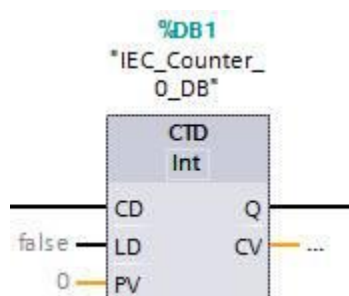 %DB1
"IEC_Counter_
0_DB"
CTD
Int
CD Q
false LD CV ...
0 PV